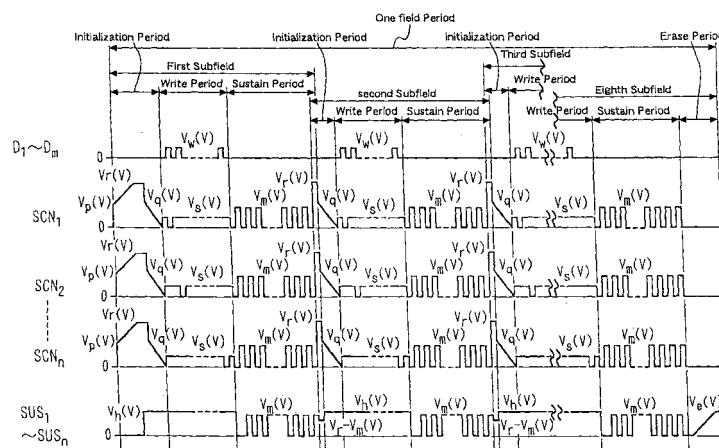 One field Period
Initialization Period
Initialization Period
initialization Period
Erase Period
Third Subfield
First Subfield
Write Period
second Subfield
Eighth Subfield
Write Period
Sustain Period
Write Period
Sustain Period
Write Period
Sustain Period
D1~Dm
0
Vw(V)
Vw(V)
Vw(V)
Vr(V)
Vr(V)
Vr(V)
Vp(V)
Vq(V)
Vs(V)
Vm(V)
Vq(V)
Vs(V)
Vm(V)
Vq(V)
Vs(V)
Vm(V)
SCN1
0
Vr(V)
Vr(V)
Vr(V)
Vp(V)
Vq(V)
Vs(V)
Vm(V)
Vq(V)
Vs(V)
Vm(V)
Vq(V)
Vs(V)
Vm(V)
SCN2
0
Vr(V)
Vr(V)
Vr(V)
Vp(V)
Vq(V)
Vs(V)
Vm(V)
Vq(V)
Vs(V)
Vm(V)
Vq(V)
Vs(V)
Vm(V)
SCNn
0
SUS1
~SUSn
Vh(V)
Vm(V)
Vh(V)
Vm(V)
Vh(V)
Vm(V)
Ve(V)
Vr-Vm(V)
Vr-Vm(V)
0